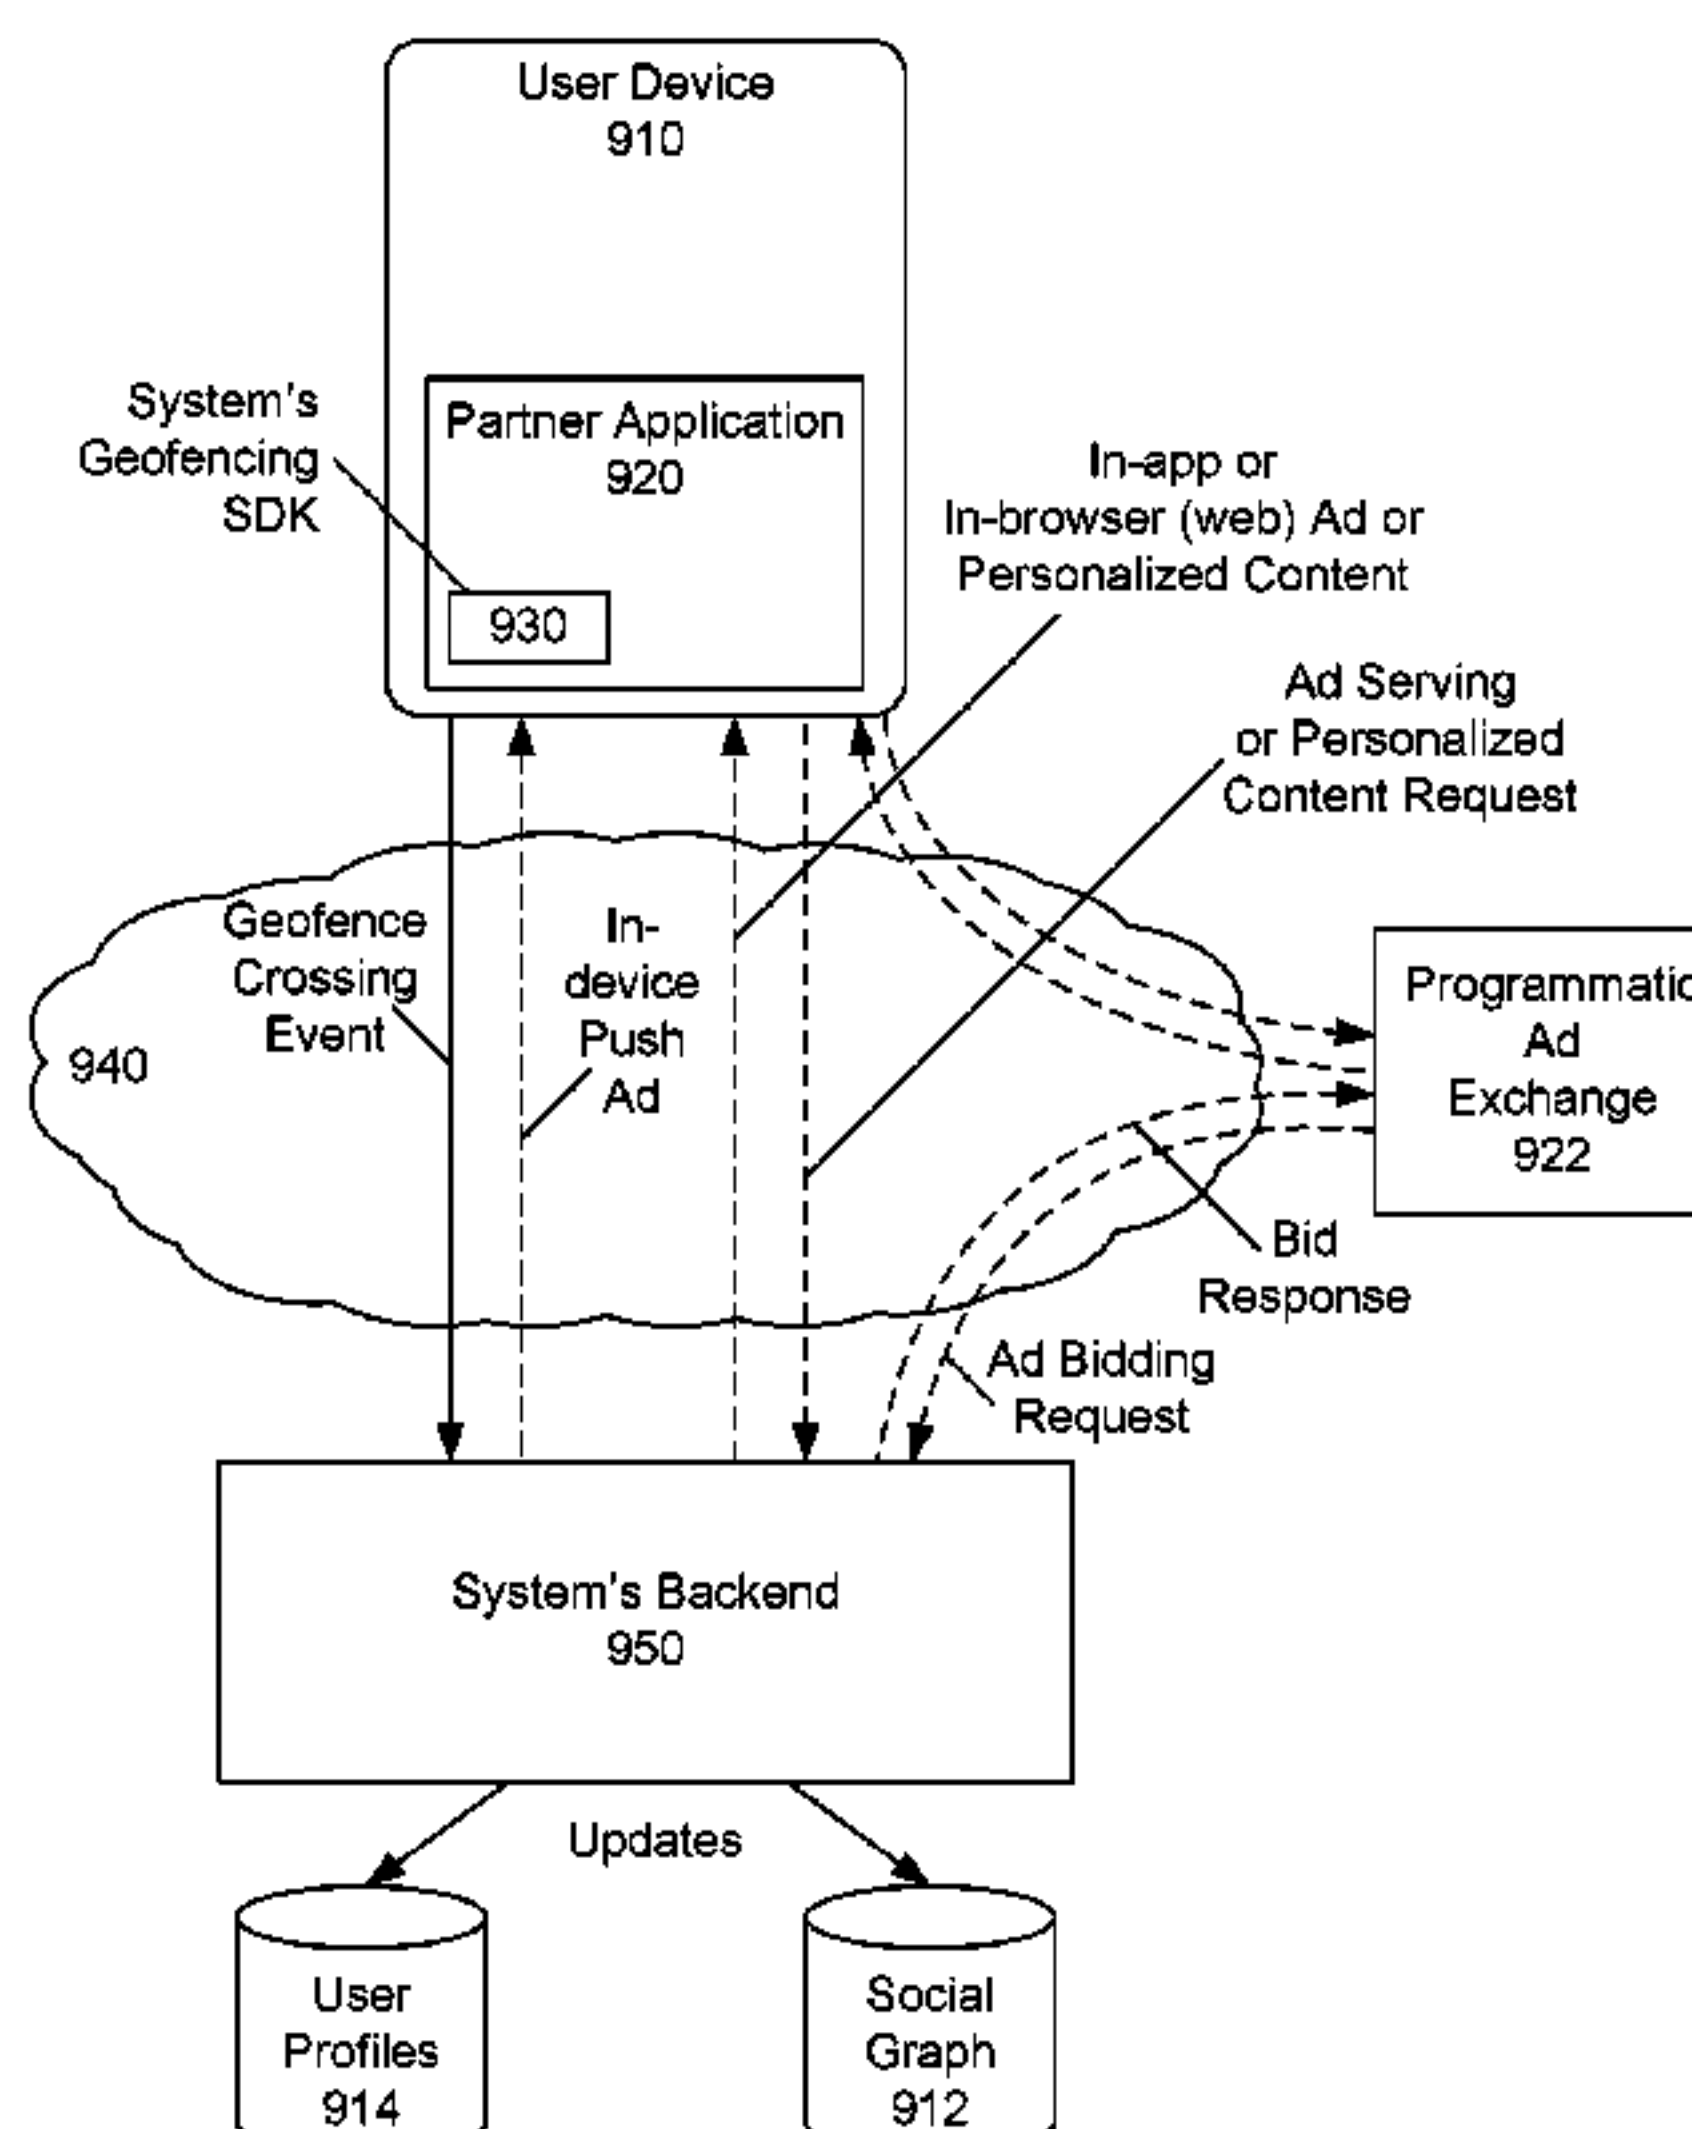 User Device
910
System's
Geofencing
SDK
Partner Application
920
930
In-app or
In-browser (web) Ad or
Personalized Content
Ad Serving
or Personalized
Content Request
Geofence
Crossing
Event
In-
device
Push
Ad
940
Programmatic
Ad
Exchange
922
Bid
Response
Ad Bidding
Request
System's Backend
950
Updates
User
Profiles
914
Social
Graph
912